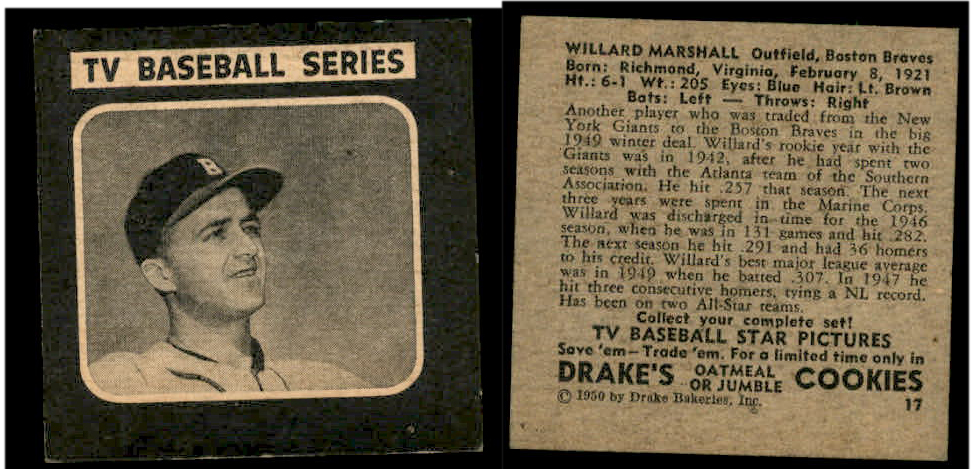 TV BASEBALL SERIES
B
WILLARD MARSHALL Outfield, Boston Braves
Born: Richmond, Virginia, February 8, 1921
Ht.: 6-1 Wt.: 205 Eyes: Blue Hair: Lt. Brown
Bats: Left — Throws: Right
Another player who was traded from the New
York Giants to the Boston Braves in the big
1949 winter deal. Willard's rookie year with the
Giants was in 1942, after he had spent two
seasons with the Atlanta team of the Southern
Association. He hit .257 that season. The next
three years were spent in the Marine Corps.
Willard was discharged in time for the 1946
season, when he was in 131 games and hit .282.
The next season he hit .291 and had 36 homers
to his credit. Willard's best major league average
was in 1949 when he batted .307. In 1947 he
hit three consecutive homers, tying a NL record.
Has been on two All-Star teams.
Collect your complete set!
TV BASEBALL STAR PICTURES
Save 'em—Trade 'em. For a limited time only in
DRAKE'S OATMEAL OR JUMBLE COOKIES
© 1950 by Drake Bakeries, Inc.
17